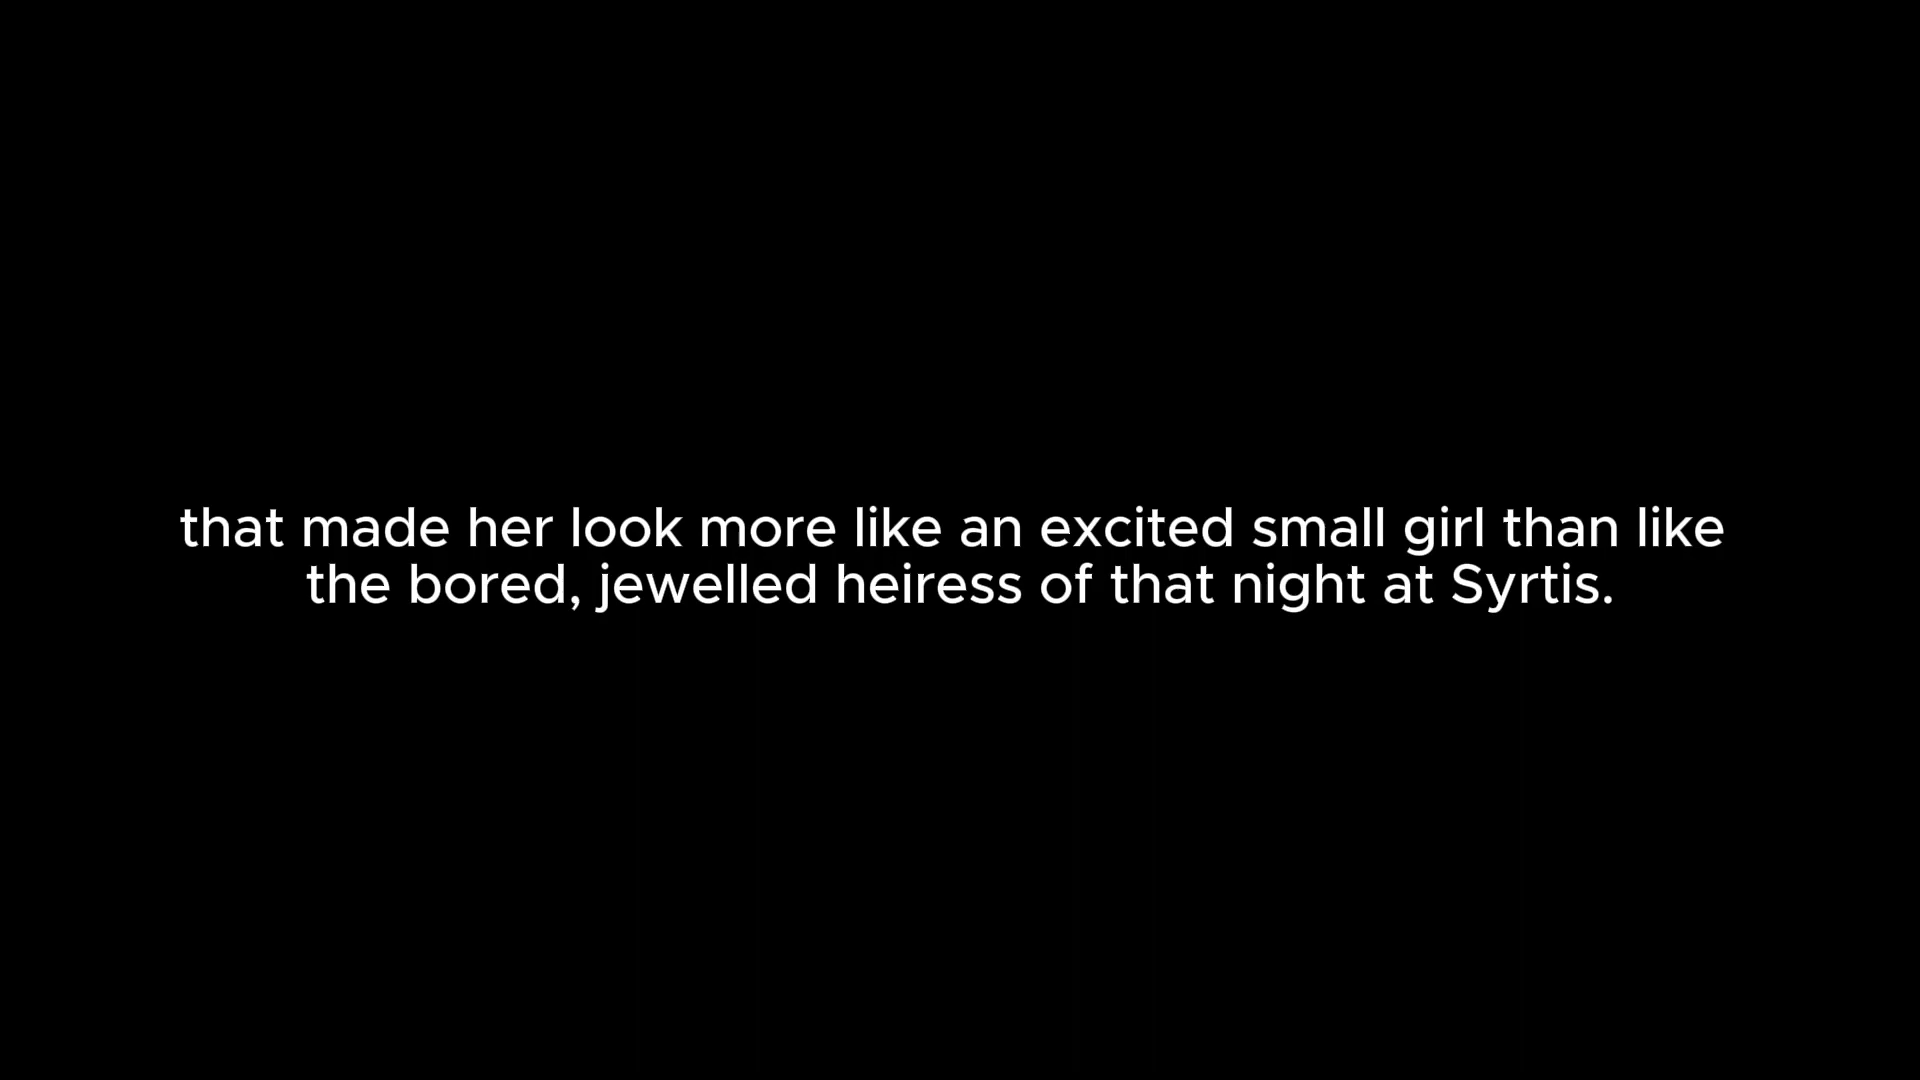 that made her look more like an excited small girl than like
the bored, jewelled heiress of that night at Syrtis.